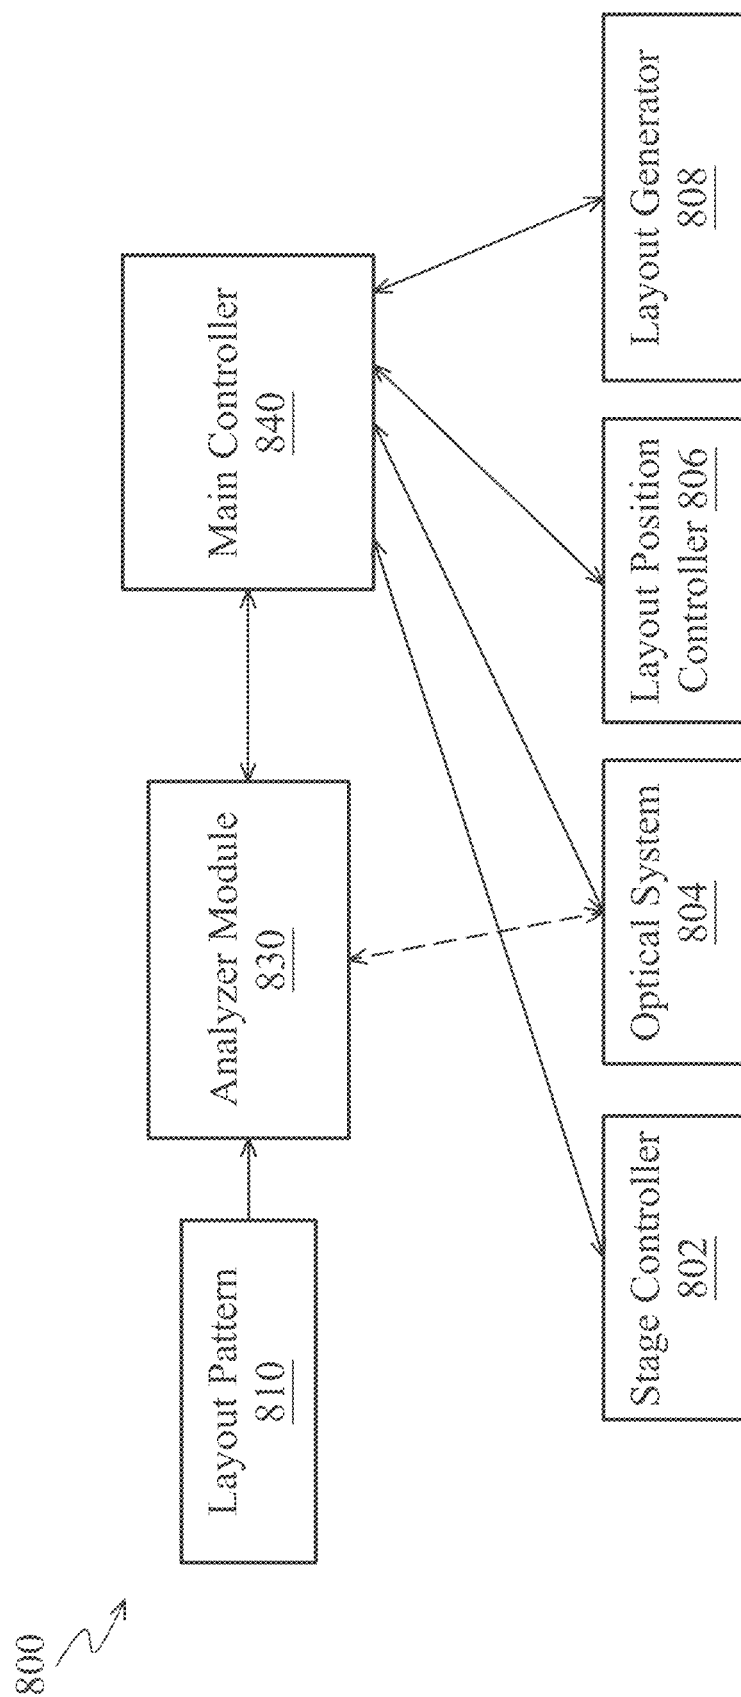 800
Layout Pattern
810
Analyzer Module
830
Main Controller
840
Stage Controller
802
Optical System
804
Layout Position
Controller 806
Layout Generator
808